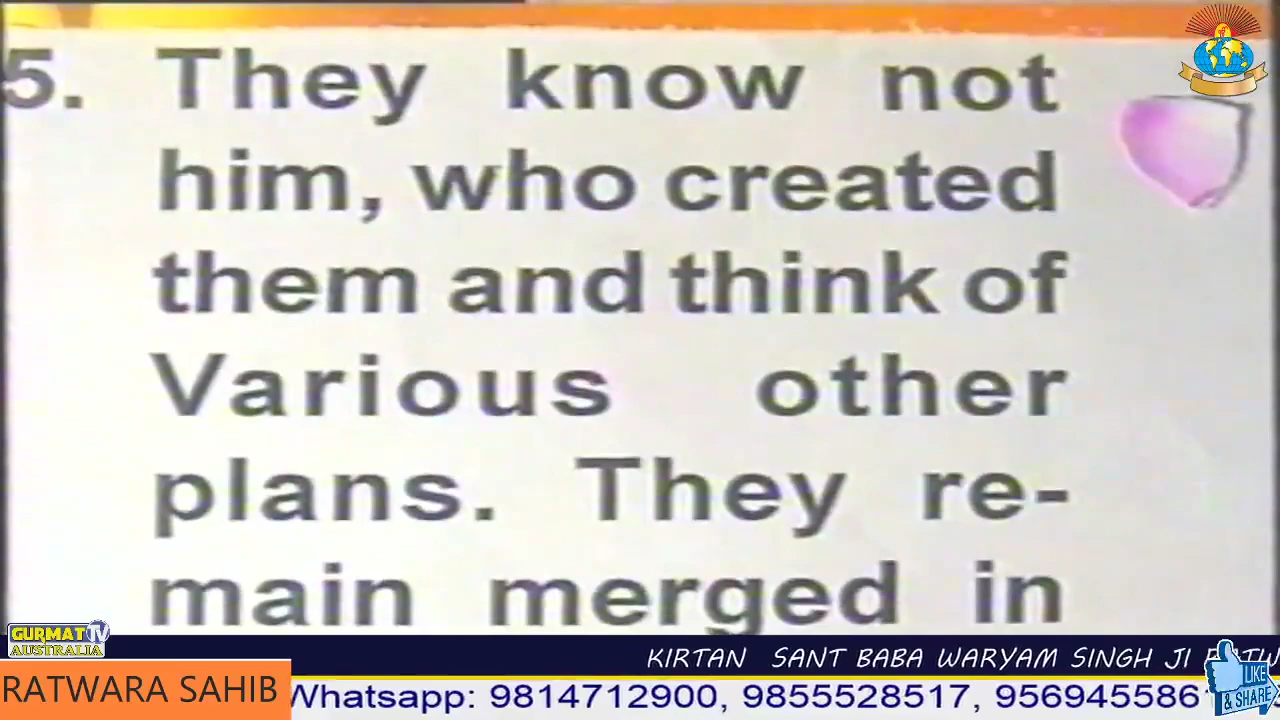 5. They know not
him, who created
them and think of
Various other
plans. They re-
main merged in
GURMAT TV
AUSTRALIA
KIRTAN SANT BABA WARYAM SINGH JI
RATWARA SAHIB
Whatsapp: 9814712900, 9855528517,
LIKE
& SHARE